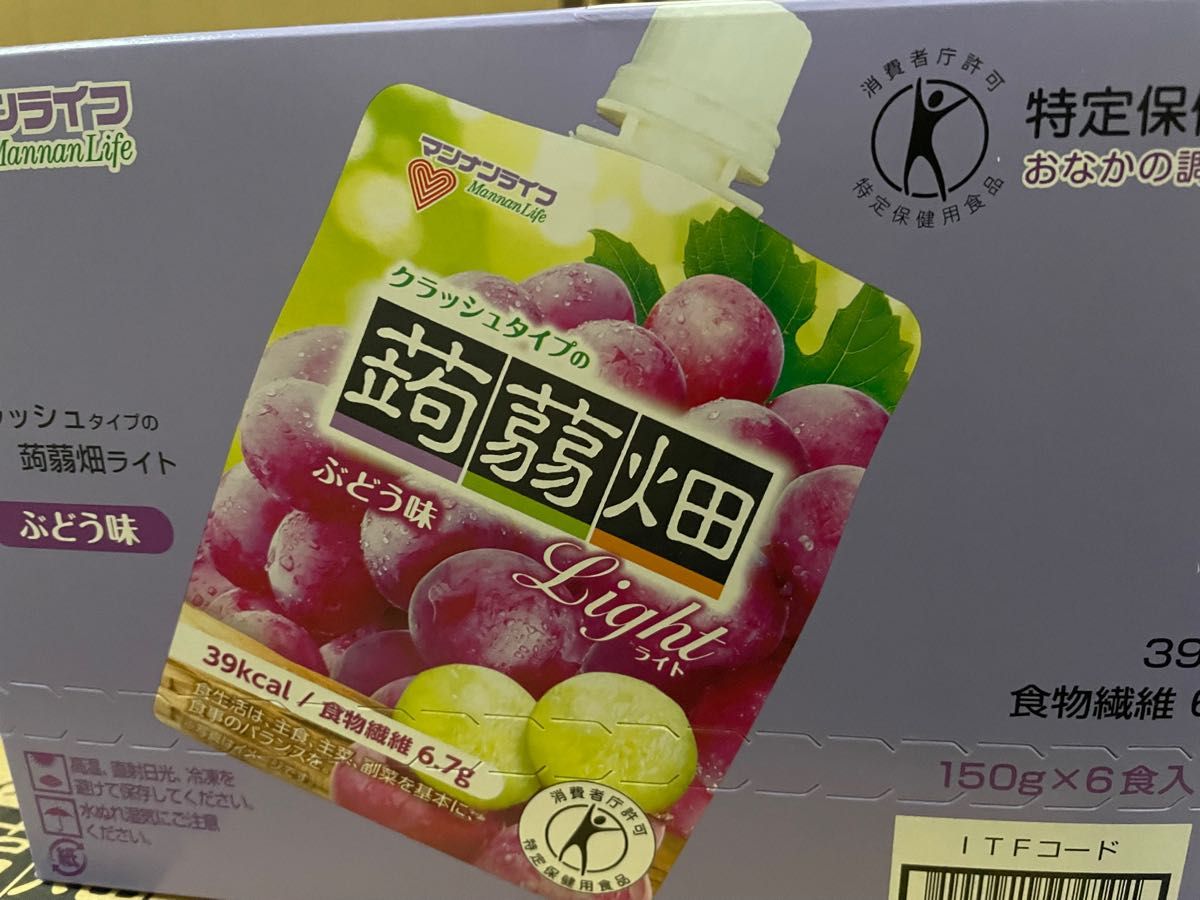 ンライフ
MannanLife
クラッシュタイプの
蒟蒻畑ライト
ぶどう味
マンナンライフ
MannanLife
クラッシュタイプの
蒟蒻畑
ぶどう味
Light
ライト
39kcal / 食物繊維 6.7g
食生活は、主食、主菜、副菜を基本に、
食事のバランスを
消費者庁許可
特定保健用食品
消費者庁許可
特定保健用食品
特定保
おなかの調
39
食物繊維 6
150g×6食入
高温、直射日光、冷凍を
避けて保存してください。
水ぬれ湿気にご注意
ください。
紙
ITFコード